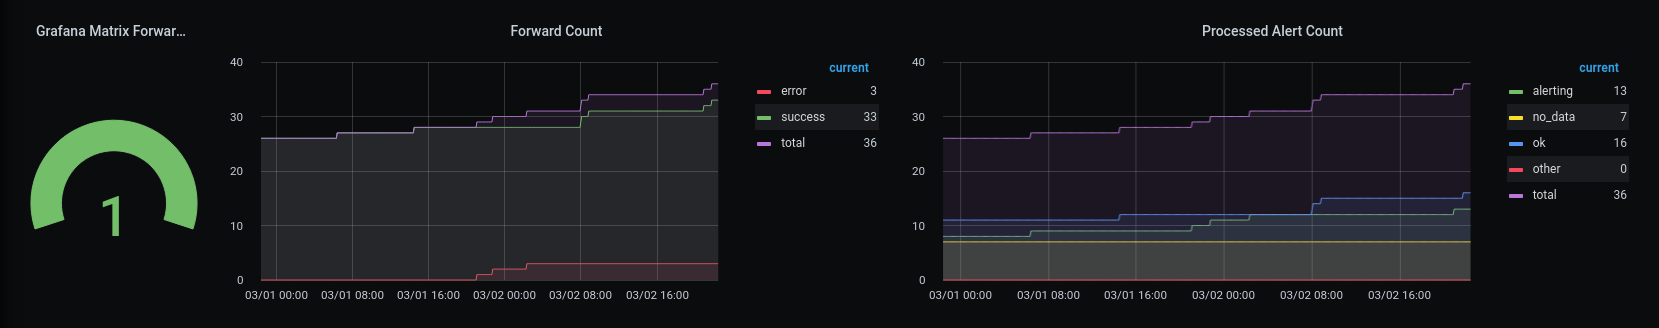 Grafana Matrix Forwar...
1
Forward Count
40
30
20
10
0
03/01 00:00 03/01 08:00 03/01 16:00 03/02 00:00 03/02 08:00 03/02 16:00
current
error 3
success 33
total 36
Processed Alert Count
40
30
20
10
0
03/01 00:00 03/01 08:00 03/01 16:00 03/02 00:00 03/02 08:00 03/02 16:00
current
alerting 13
no_data 7
ok 16
other 0
total 36